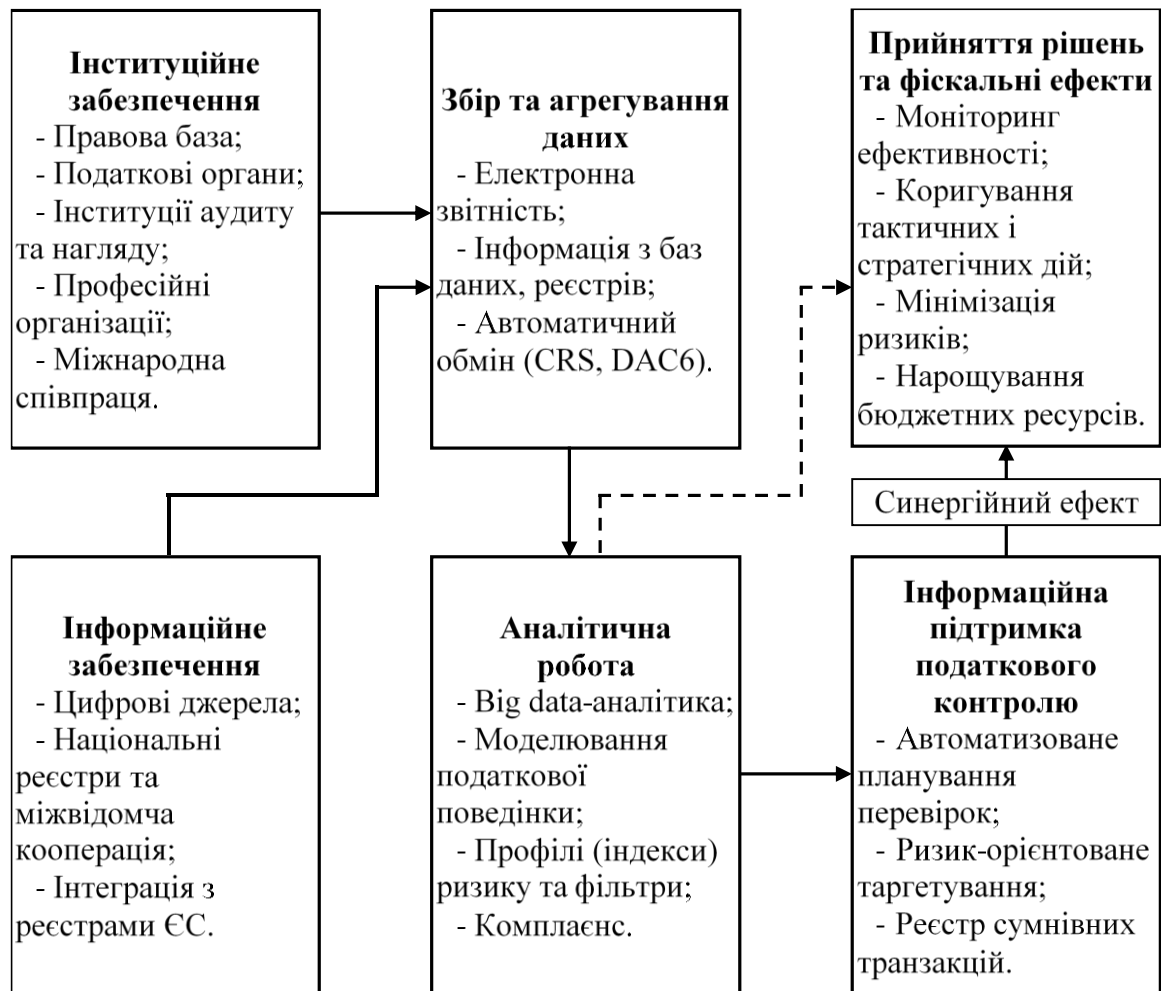 Інституційне
забезпечення
- Правова база;
- Податкові органи;
- Інституції аудиту
та нагляду;
- Професійні
організації;
- Міжнародна
співпраця.
Збір та агрегування
даних
- Електронна
звітність;
- Інформація з баз
даних, реєстрів;
- Автоматичний
обмін (CRS, DAC6).
Прийняття рішень
та фіскальні ефекти
- Моніторинг
ефективності;
- Коригування
тактичних і
стратегічних дій;
- Мінімізація
ризиків;
- Нарощування
бюджетних ресурсів.
Синергійний ефект
Інформаційне
забезпечення
- Цифрові джерела;
- Національні
реєстри та
міжвідомча
кооперація;
- Інтеграція з
реєстрами ЄС.
Аналітична
робота
- Big data-аналітика;
- Моделювання
податкової
поведінки;
- Профілі (індекси)
ризику та фільтри;
- Комплаєнс.
Інформаційна
підтримка
податкового
контролю
- Автоматизоване
планування
перевірок;
- Ризик-орієнтоване
таргетування;
- Реєстр сумнівних
транзакцій.